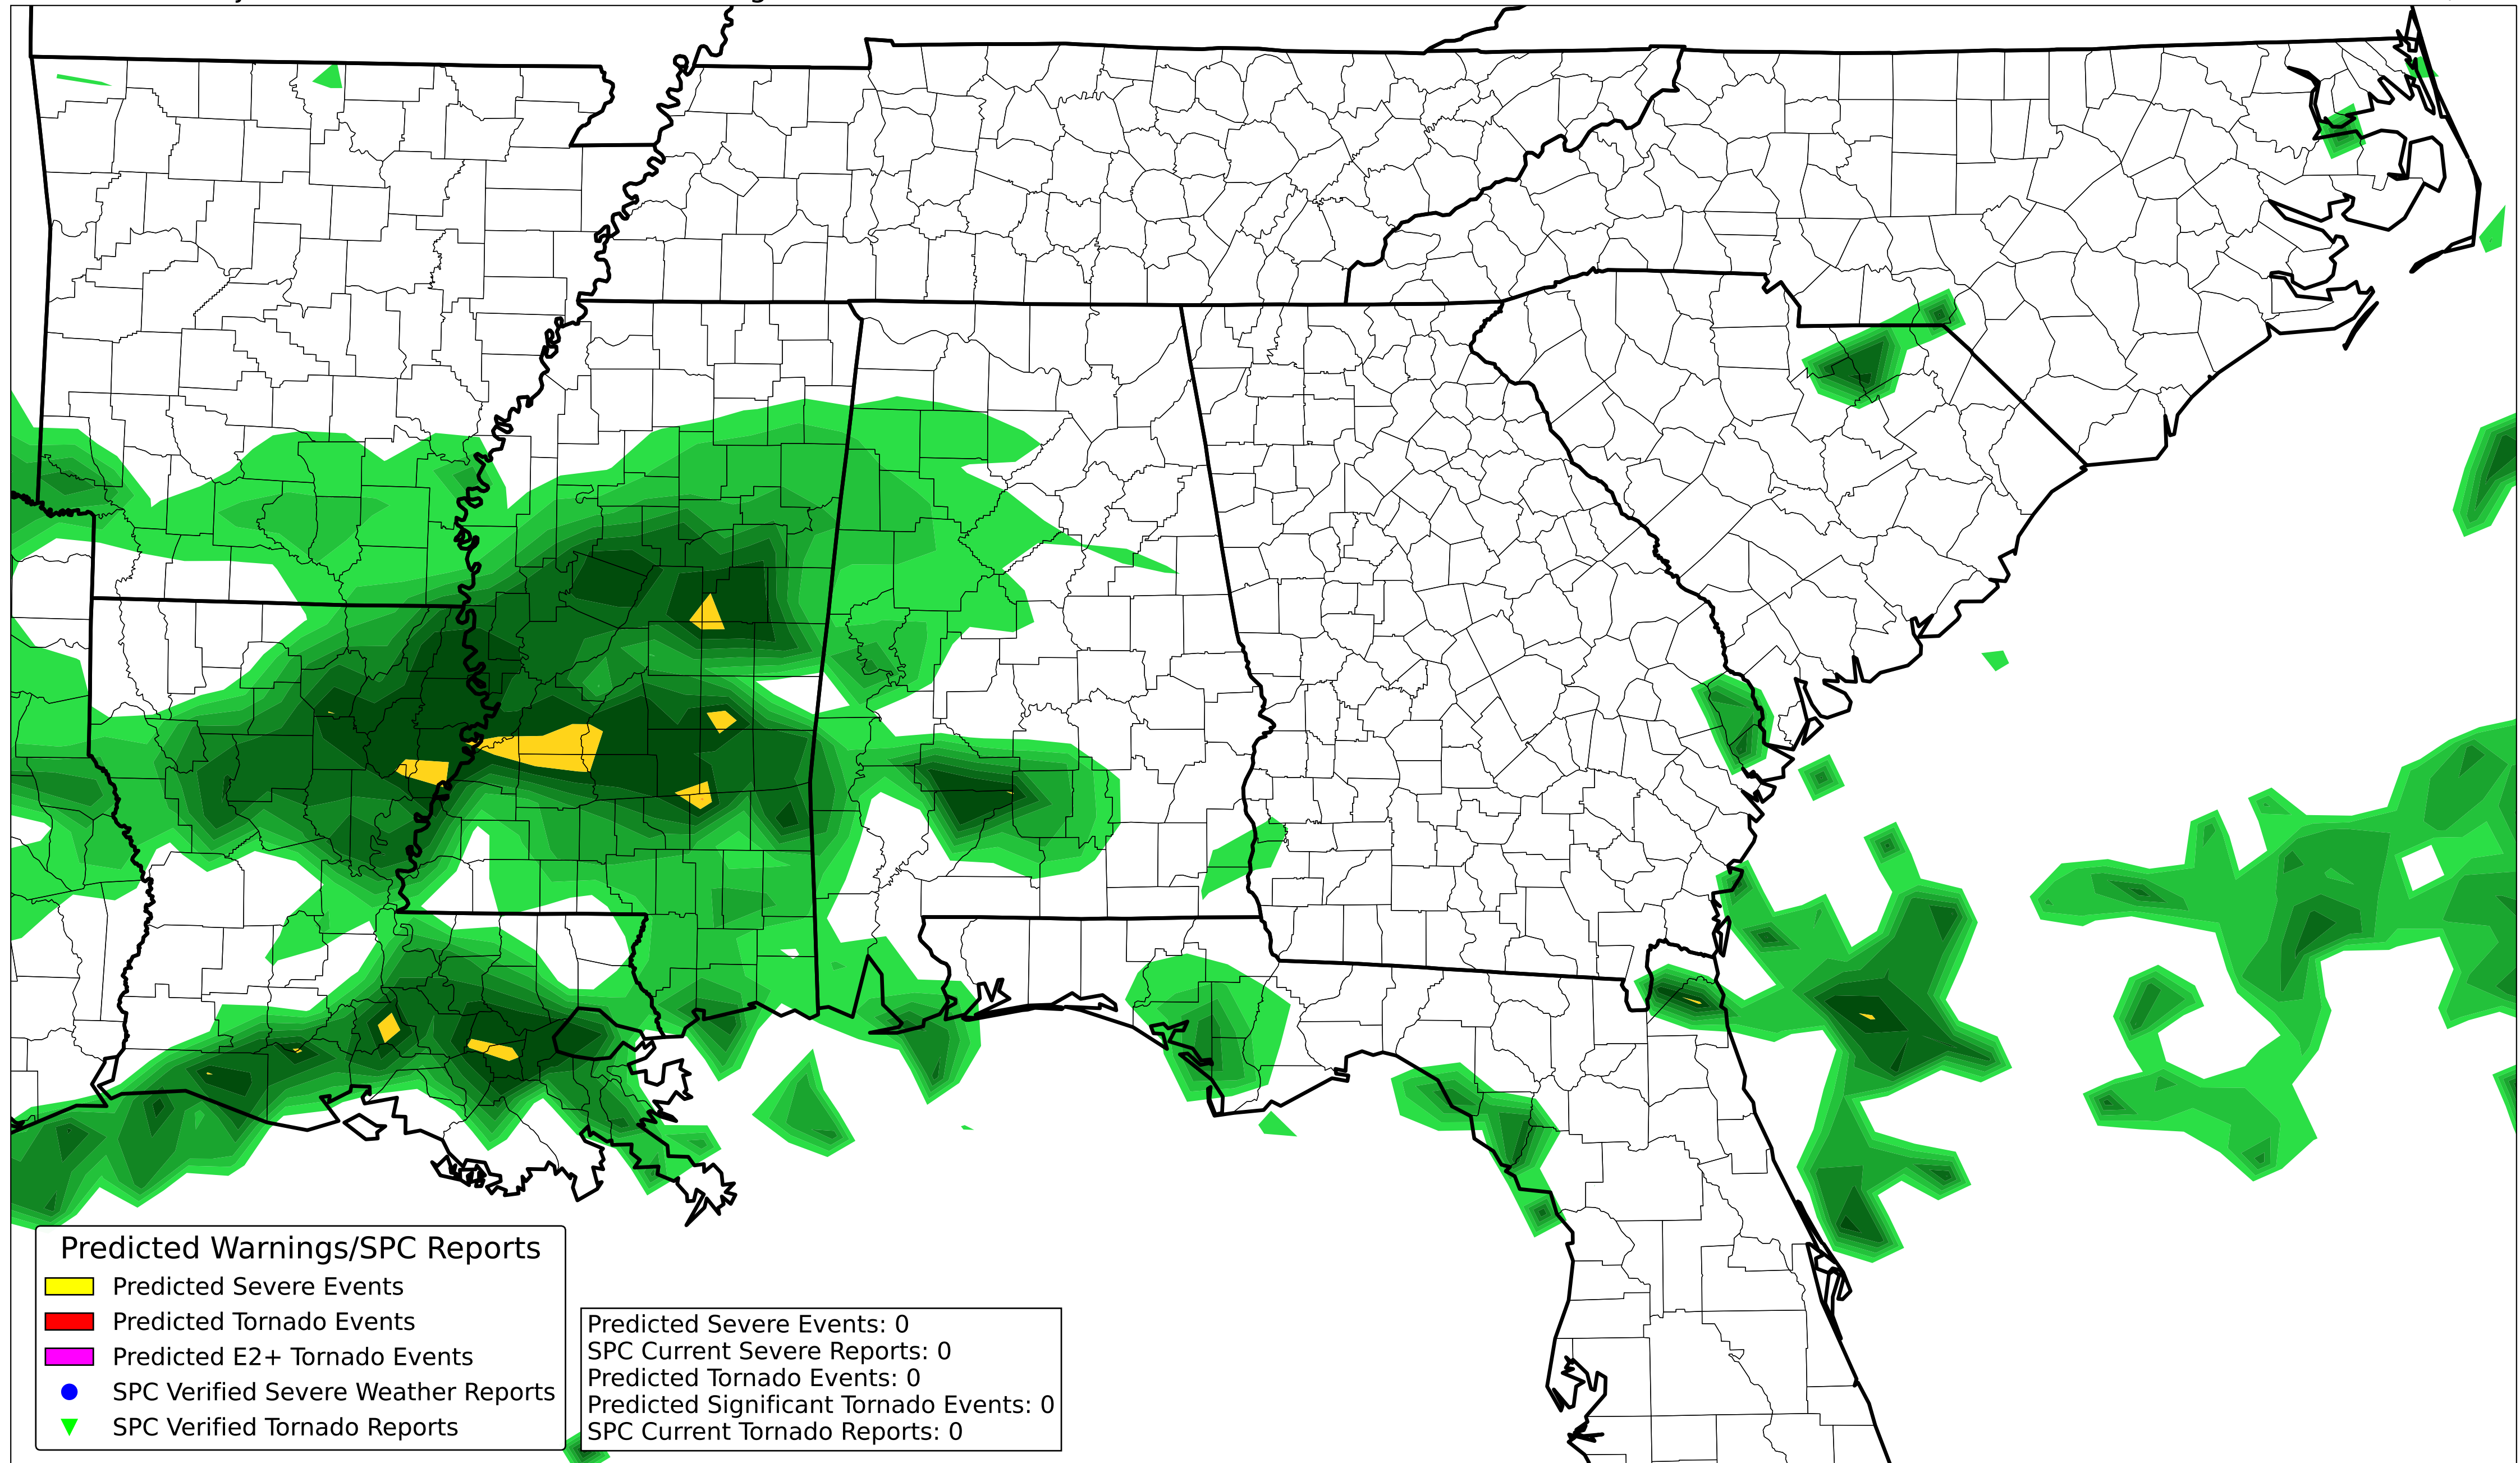 Predicted Warnings/SPC Reports
Predicted Severe Events
Predicted Tornado Events
Predicted E2+ Tornado Events
SPC Verified Severe Weather Reports
SPC Verified Tornado Reports
Predicted Severe Events: 0
SPC Current Severe Reports: 0
Predicted Tornado Events: 0
Predicted Significant Tornado Events: 0
SPC Current Tornado Reports: 0